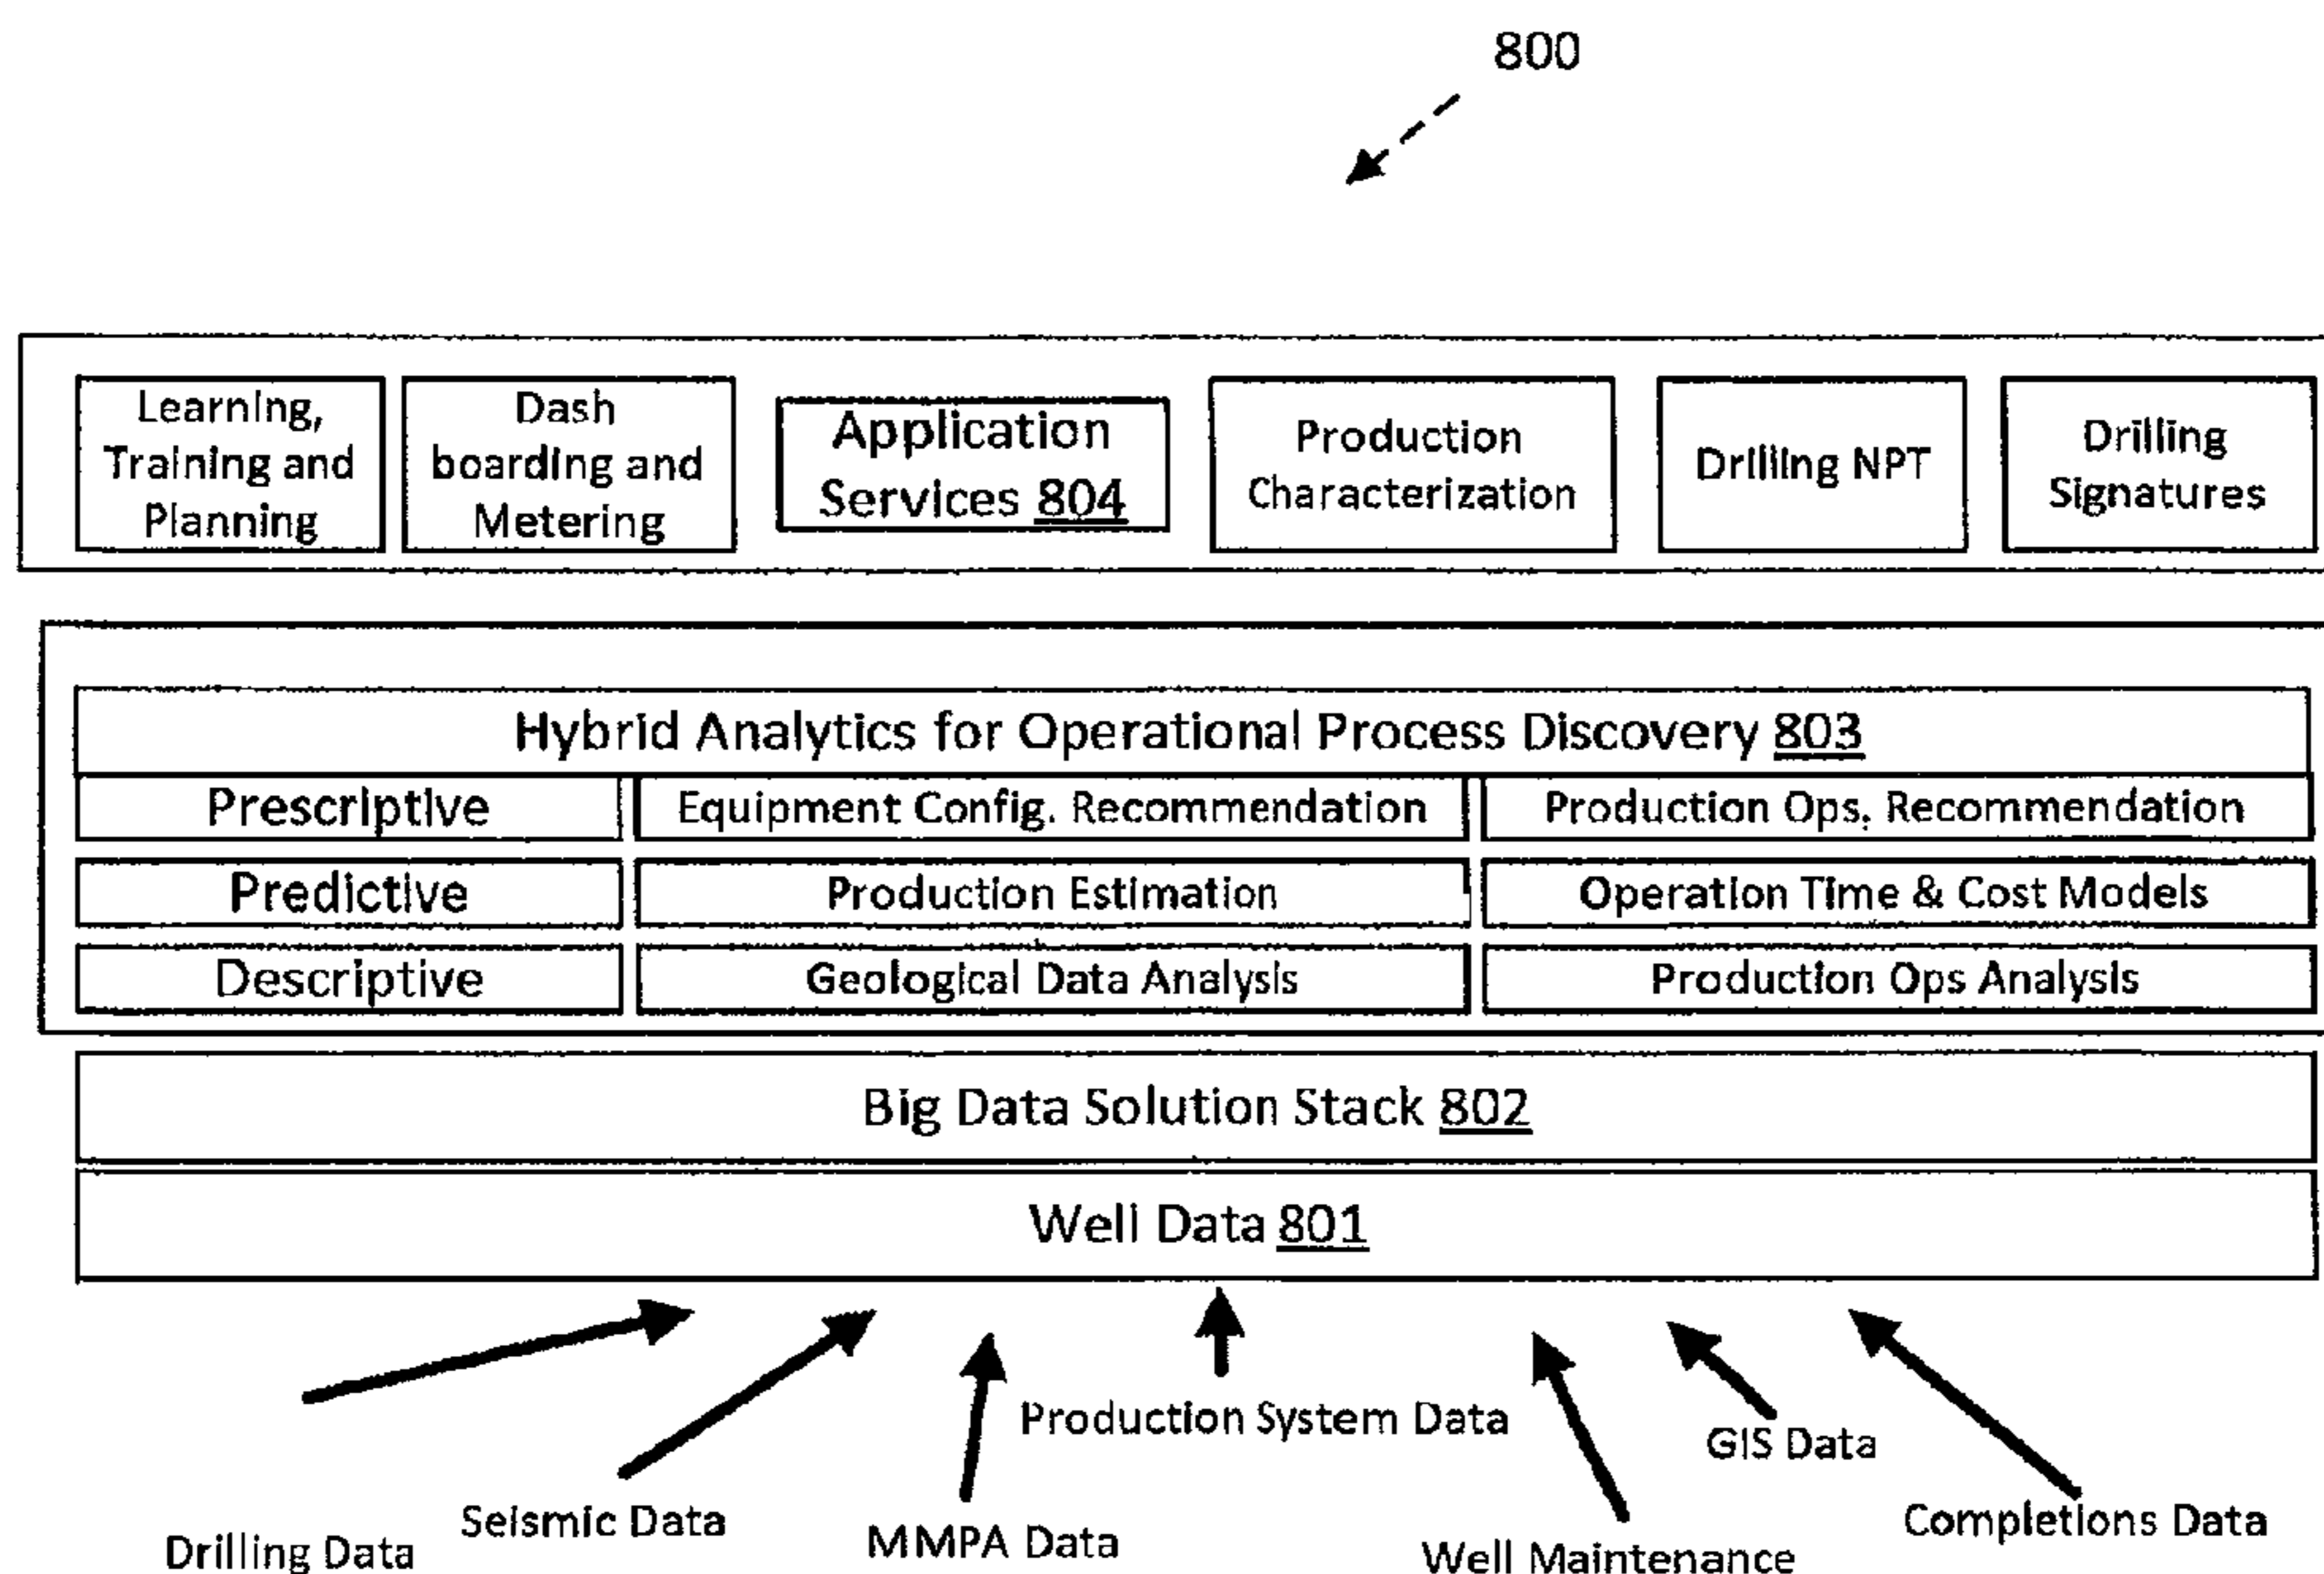 800
Learning,
Training and
Planning
Dash
boarding and
Metering
Application
Services 804
Production
Characterization
Drilling NPT
Drilling
Signatures
Hybrid Analytics for Operational Process Discovery 803
Prescriptive
Equipment Config. Recommendation
Production Ops. Recommendation
Predictive
Production Estimation
Operation Time & Cost Models
Descriptive
Geological Data Analysis
Production Ops Analysis
Big Data Solution Stack 802
Well Data 801
Production System Data
GIS Data
Seismic Data
Completions Data
Drilling Data
MMPA Data
Well Maintenance